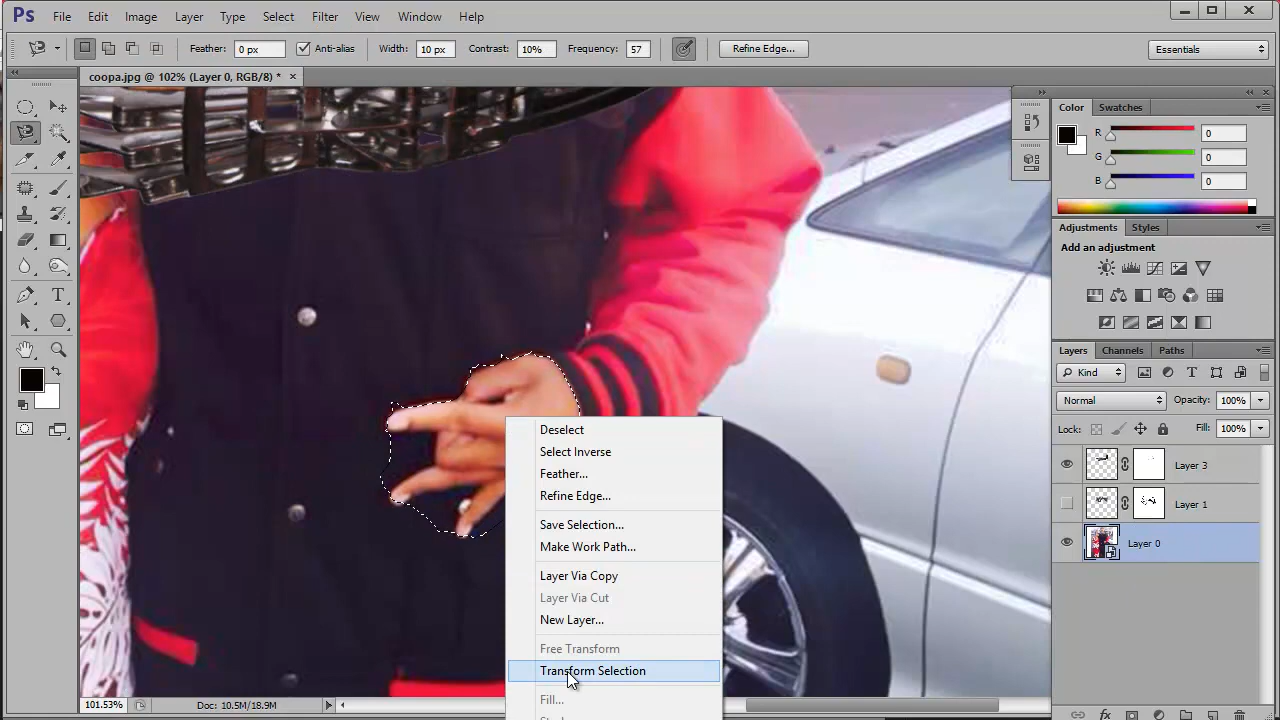 Ps File Edit Image Layer Type Select Filter View Window Help
Feather: 0 px Anti-alias Width: 10 px Contrast: 10% Frequency: 57 Refine Edge... Essentials
coopa.jpg @ 102% (Layer 0, RGB/8) *
Color Swatches
R 0
G 0
B 0
Adjustments Styles
Add an adjustment
Layers Channels Paths
Kind
Normal Opacity: 100%
Lock: Fill: 100%
Layer 3
Layer 1
Layer 0
Deselect
Select Inverse
Feather...
Refine Edge...
Save Selection...
Make Work Path...
Layer Via Copy
Layer Via Cut
New Layer...
Free Transform
Transform Selection
Fill...
101.53% Doc: 10.5M/18.9M